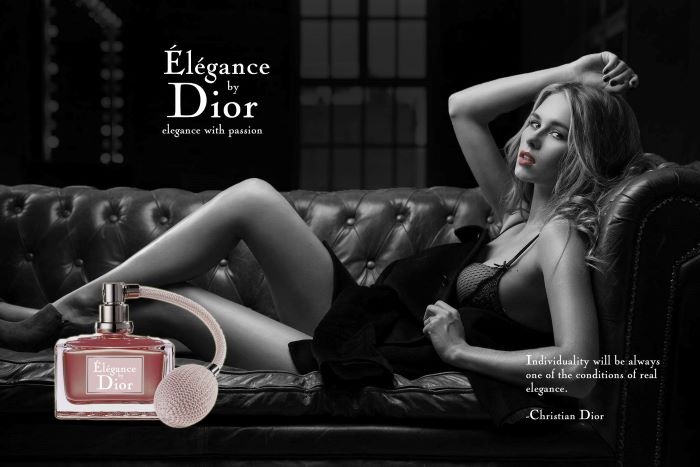 Élégance
by
Dior
elegance with passion
Élégance
by
Dior
Individuality will be always
one of the conditions of real
elegance.
-Christian Dior